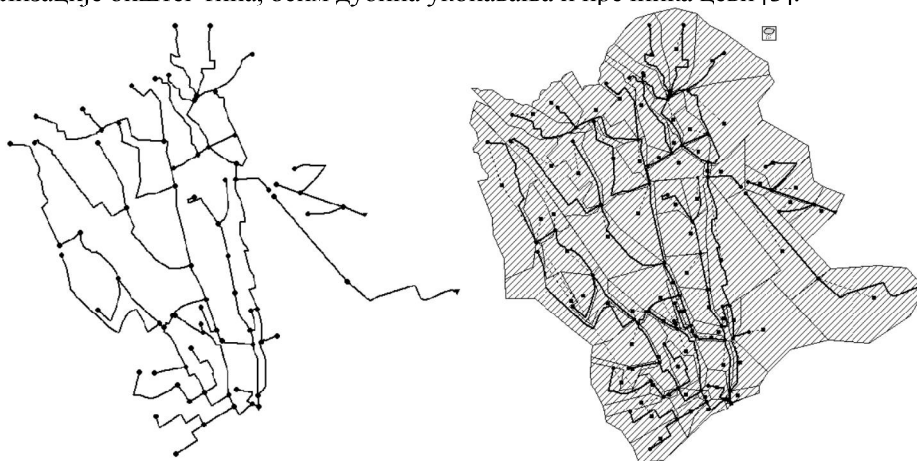 општег типа, осим дубина укопавања и пречника цеви [3].